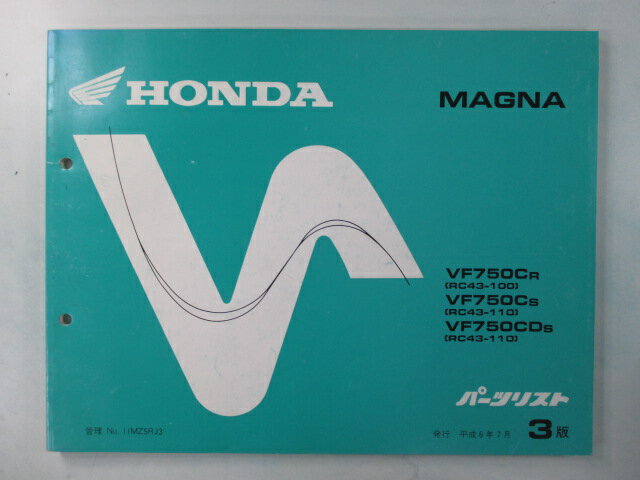 HONDA
MAGNA
VF750CR
(RC43-100)
VF750CS
(RC43-110)
VF750CDS
(RC43-110)
パーツリスト
管理 No. 11MZ5RJ3
発行 平成6年7月 3版